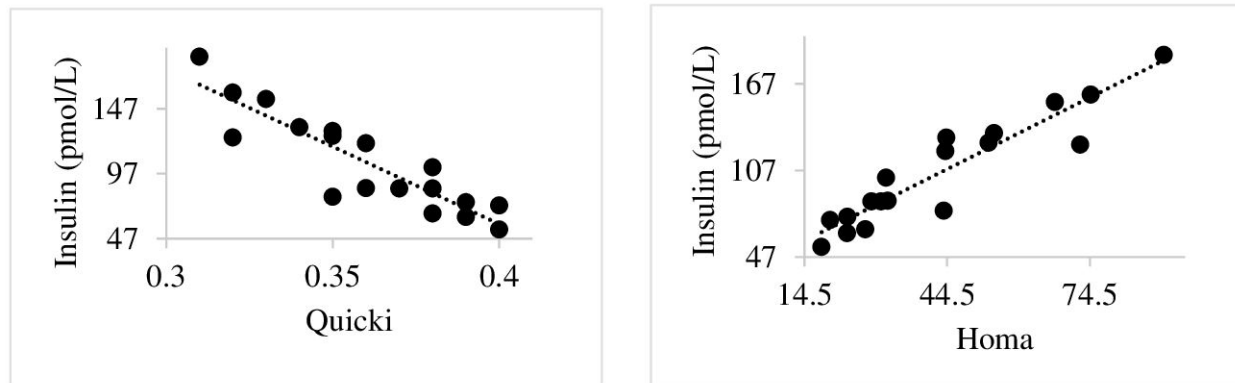 Insulin (pmol/L)
147
97
47
0.3 0.35 0.4
Quicki
Insulin (pmol/L)
167
107
47
14.5 44.5 74.5
Homa